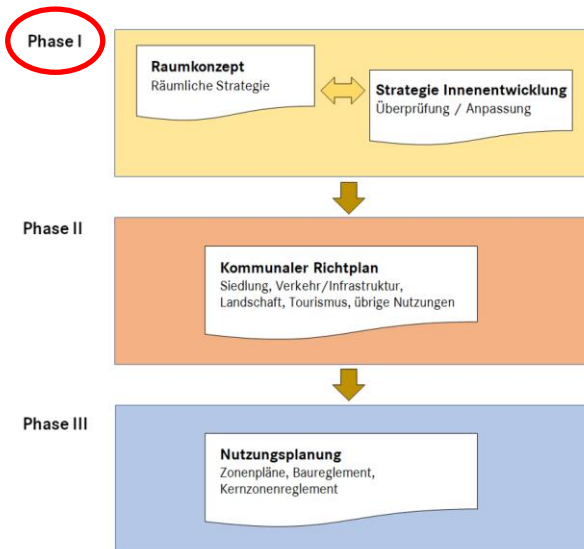 Phase I
Raumkonzept
Räumliche Strategie
Strategie Innenentwicklung
Überprüfung / Anpassung
Phase II
Kommunaler Richtplan
Siedlung, Verkehr/Infrastruktur,
Landschaft, Tourismus, übrige Nutzungen
Phase III
Nutzungsplanung
Zonenpläne, Baureglement,
Kernzonenreglement